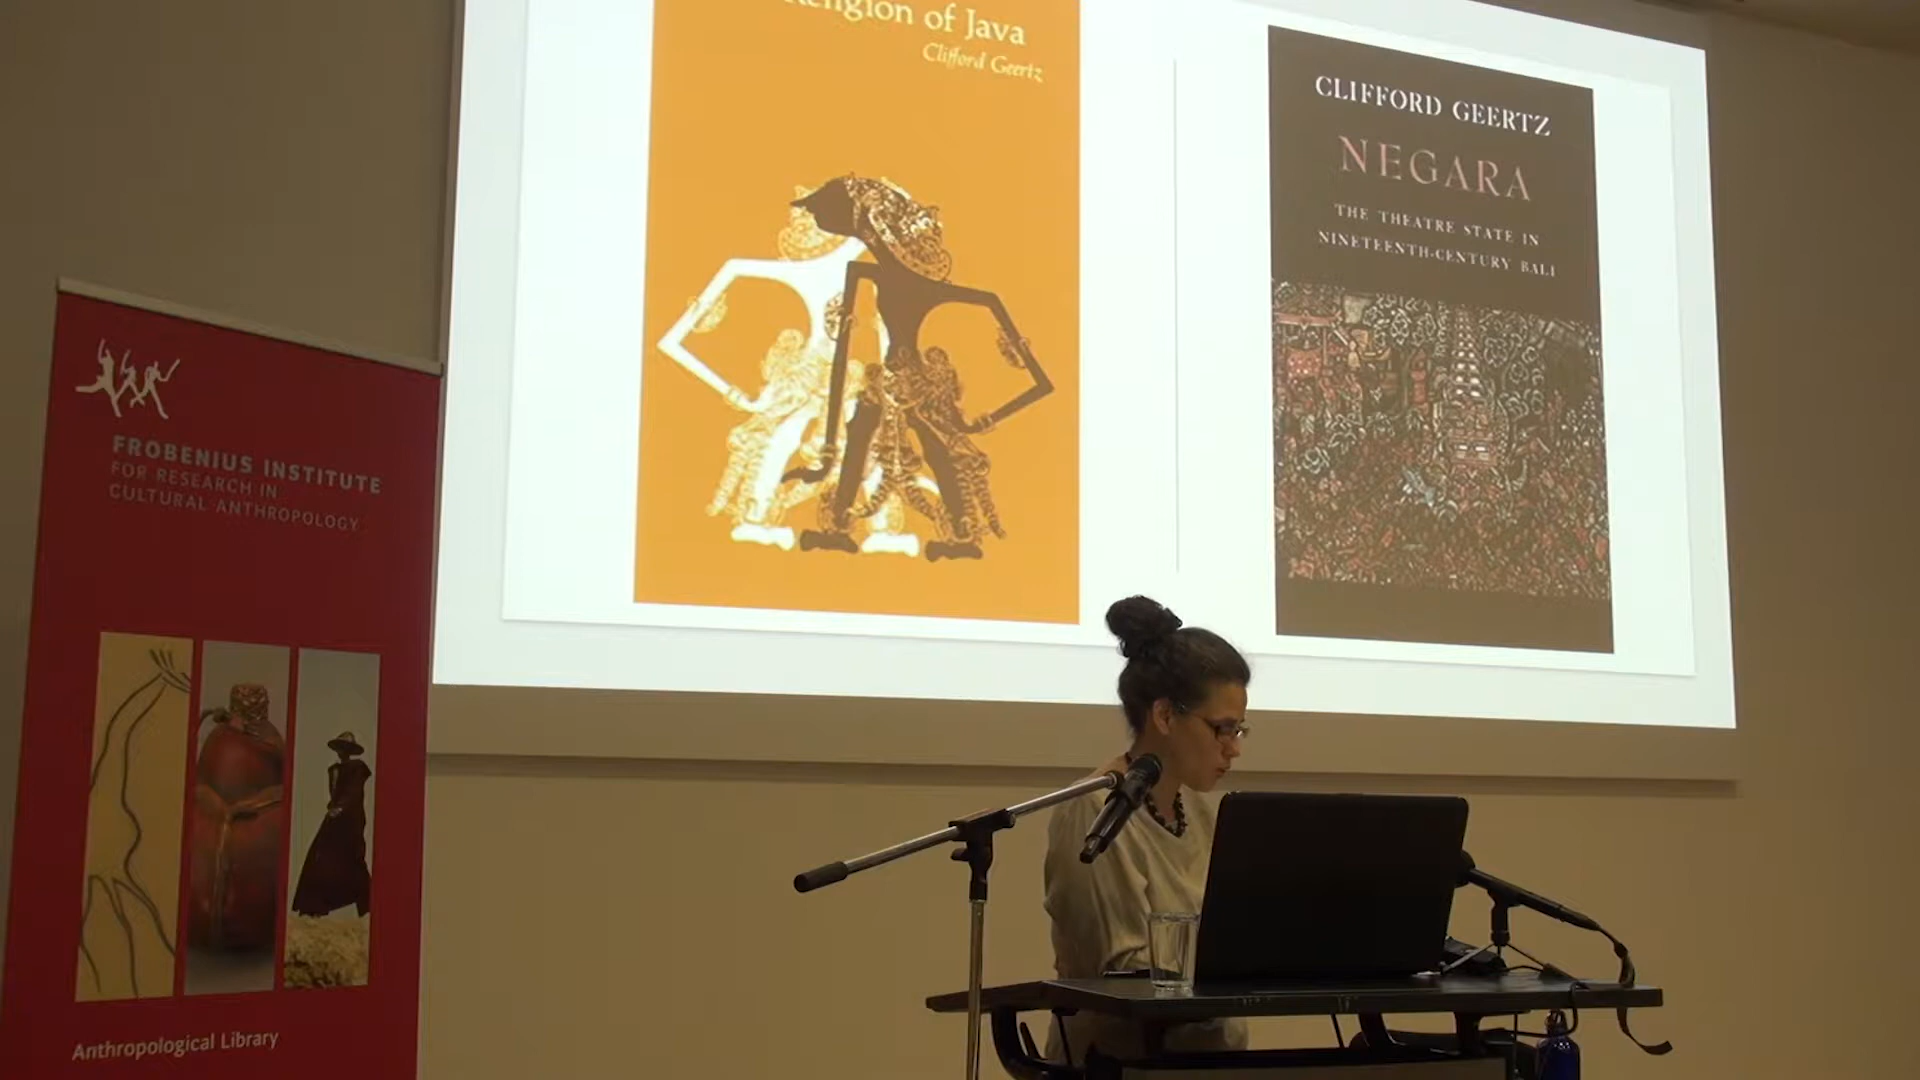 Religion of Java
Clifford Geertz
CLIFFORD GEERTZ
NEGARA
THE THEATRE STATE IN
NINETEENTH-CENTURY BALI
FROBENIUS INSTITUTE
FOR RESEARCH IN
CULTURAL ANTHROPOLOGY
Anthropological Library